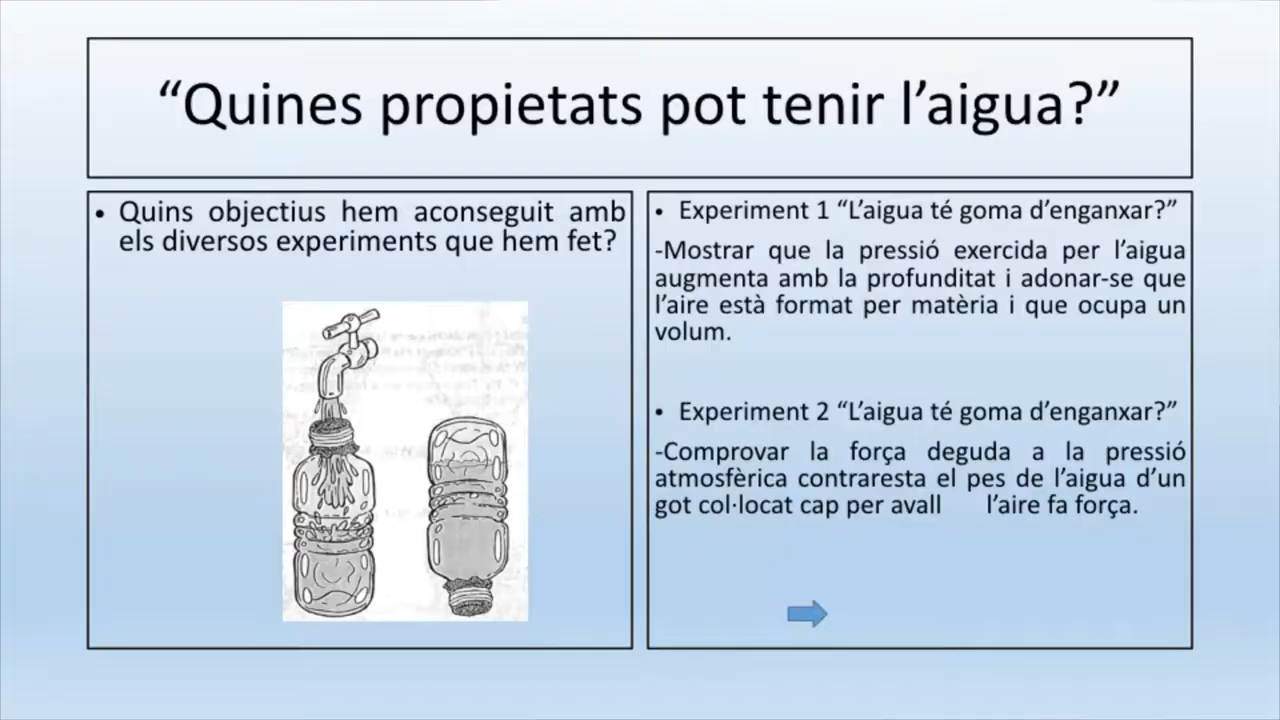 “Quines propietats pot tenir l’aigua?”
• Quins objectius hem aconseguit amb
els diversos experiments que hem fet?
• Experiment 1 “L’aigua té goma d’enganxar?”
-Mostrar que la pressió exercida per l’aigua
augmenta amb la profunditat i adonar-se que
l’aire està format per matèria i que ocupa un
volum.
• Experiment 2 “L’aigua té goma d’enganxar?”
-Comprovar la força deguda a la pressió
atmosfèrica contraresta el pes de l’aigua d’un
got col·locat cap per avall l’aire fa força.